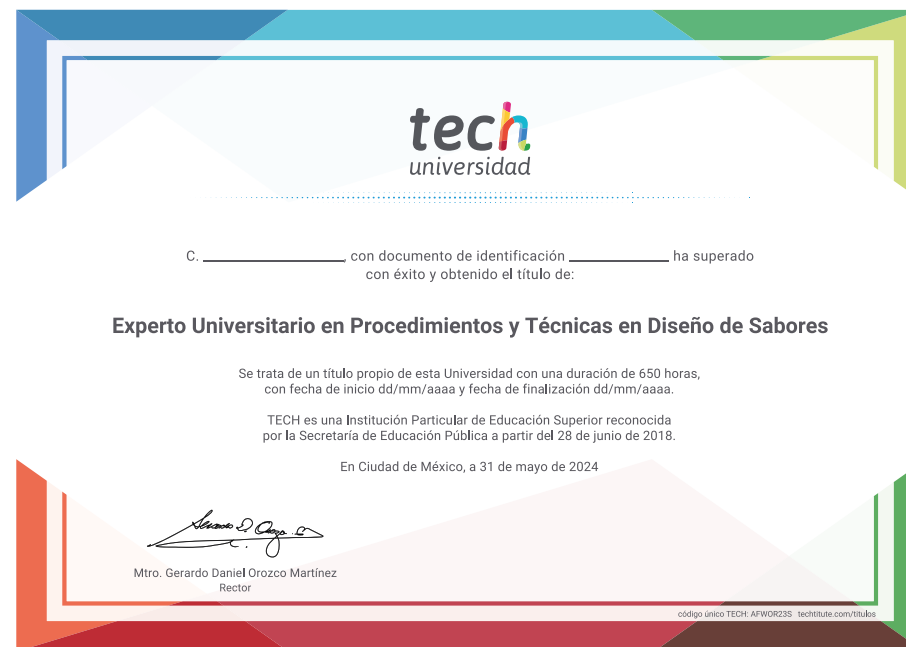 tech
universidad
C. ________________, con documento de identificación ____________ ha superado
con éxito y obtenido el título de:
Experto Universitario en Procedimientos y Técnicas en Diseño de Sabores
Se trata de un título propio de esta Universidad con una duración de 650 horas,
con fecha de inicio dd/mm/aaaa y fecha de finalización dd/mm/aaaa.
TECH es una Institución Particular de Educación Superior reconocida
por la Secretaría de Educación Pública a partir del 28 de junio de 2018.
En Ciudad de México, a 31 de mayo de 2024
Mtro. Gerardo Daniel Orozco Martínez
Rector
código único TECH: AFWOR23S techtitute.com/titulos